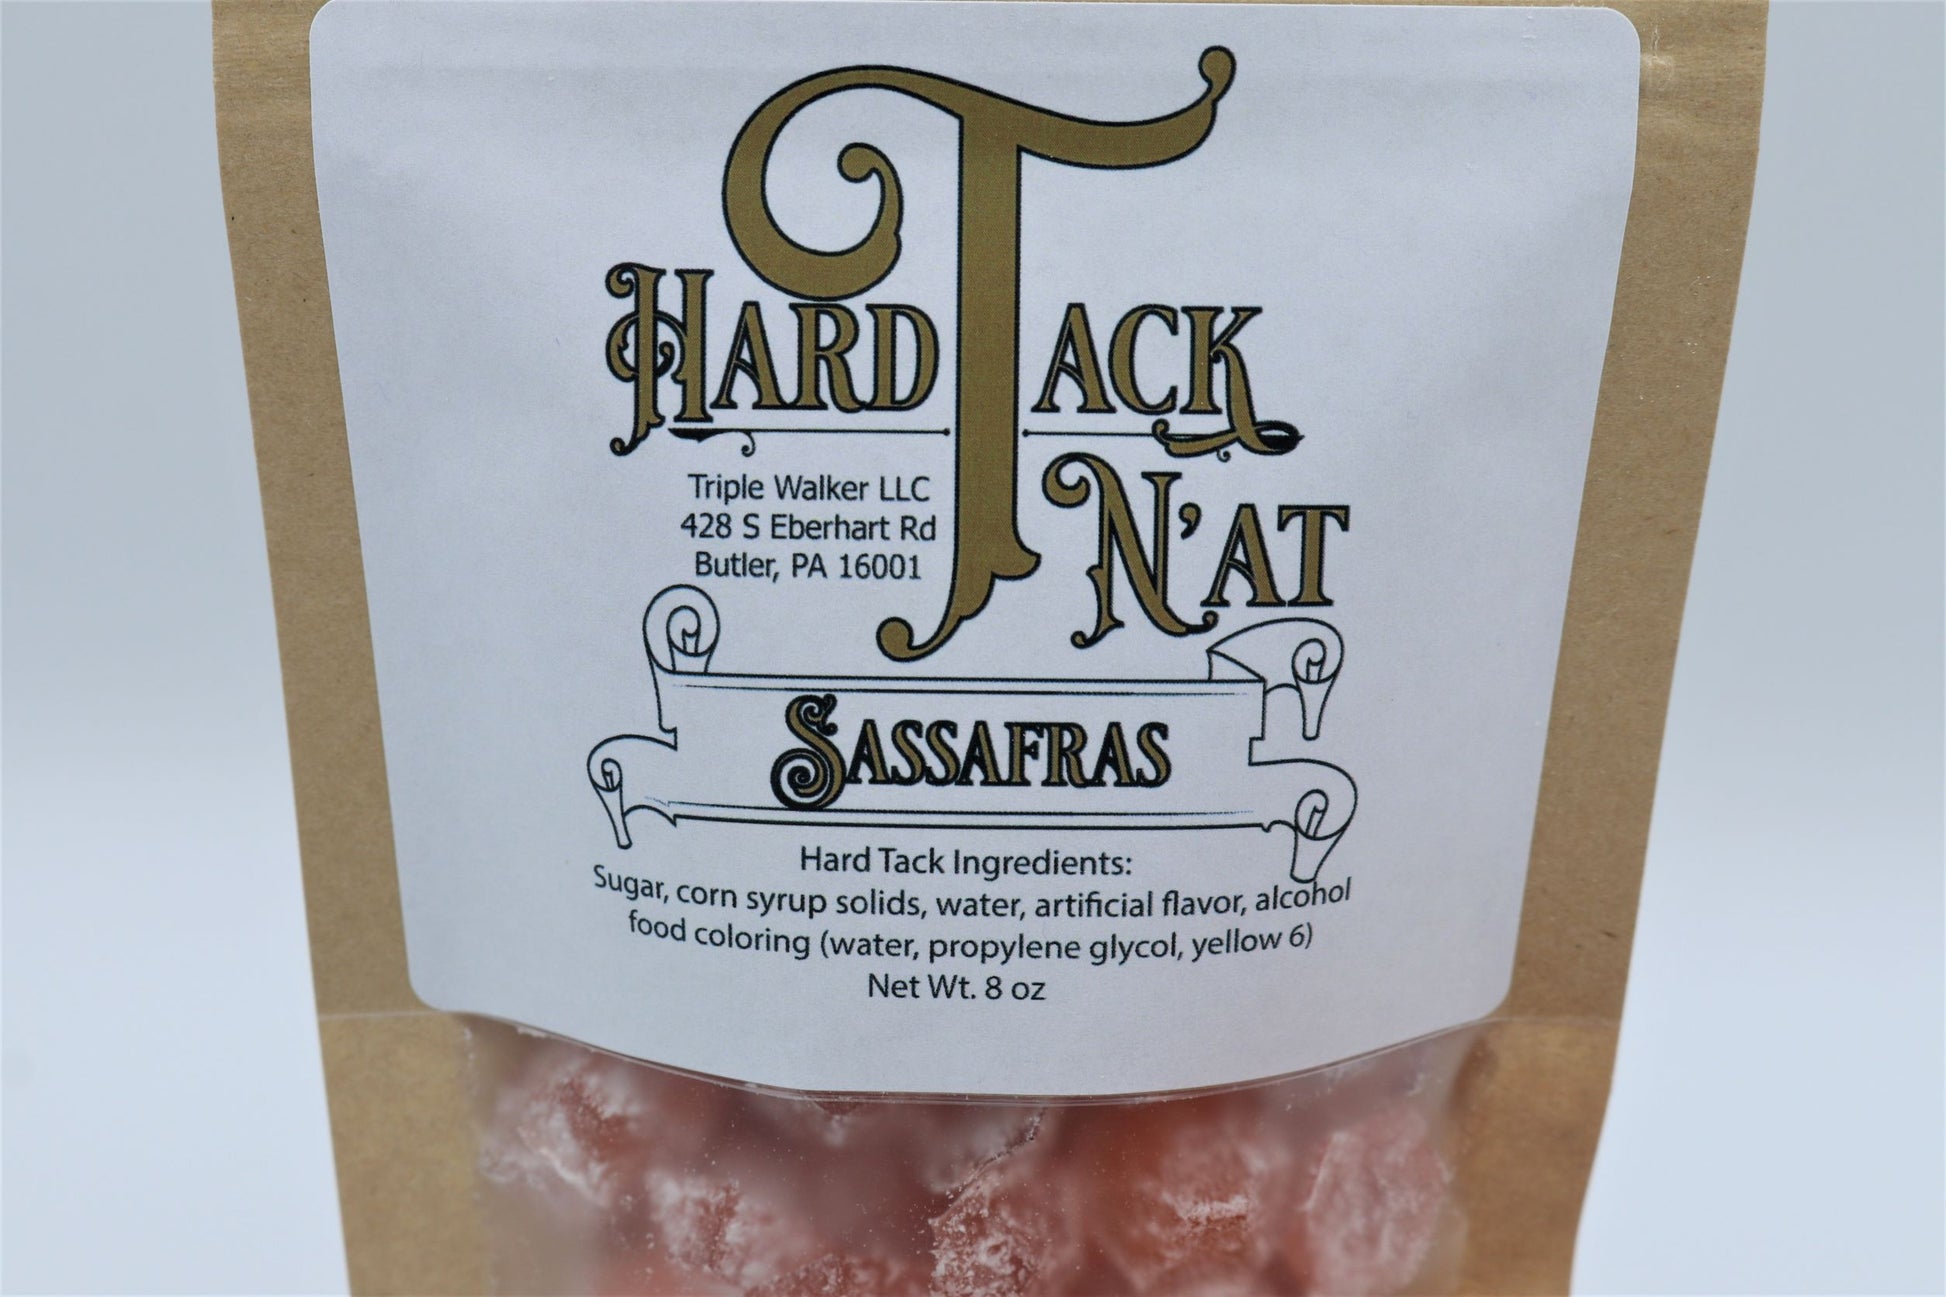 HARD TACK
N'AT
Triple Walker LLC
428 S Eberhart Rd
Butler, PA 16001
SASSAFRAS
Hard Tack Ingredients:
Sugar, corn syrup solids, water, artificial flavor, alcohol
food coloring (water, propylene glycol, yellow 6)
Net Wt. 8 oz